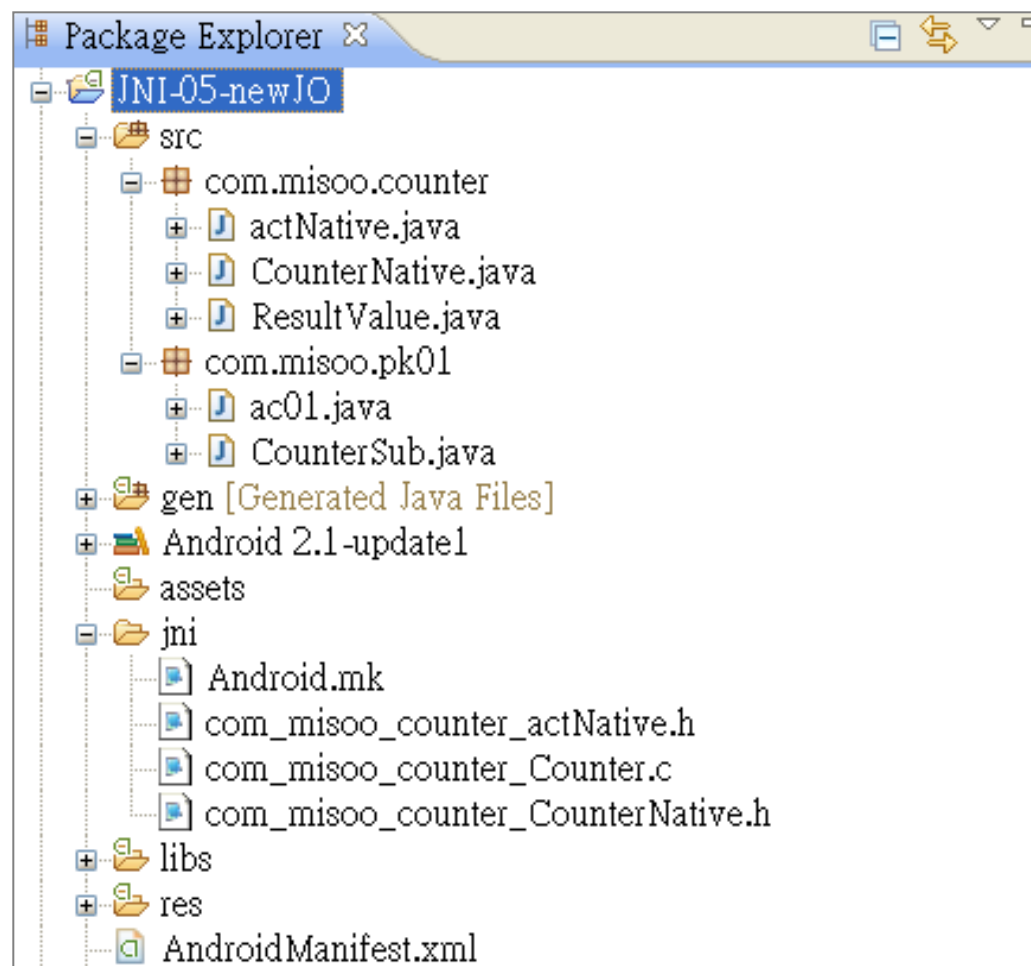 Package Explorer
JNI-05-newJO
src
com.misoo.counter
actNative.java
CounterNative.java
ResultValue.java
com.misoo.pk01
ac01.java
CounterSub.java
gen [Generated Java Files]
Android 2.1-update1
assets
jni
Android.mk
com_misoo_counter_actNative.h
com_misoo_counter_Counter.c
com_misoo_counter_CounterNative.h
libs
res
AndroidManifest.xml